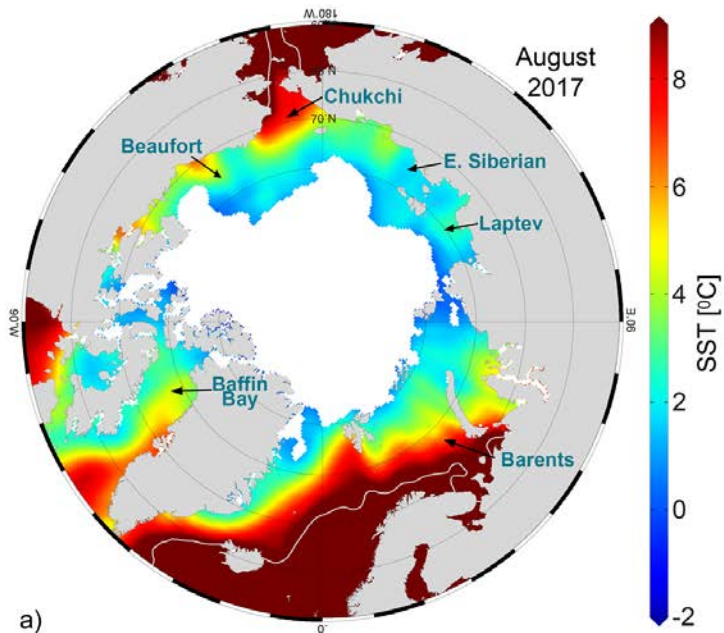 180°W
August
2017
Chukchi
70°N
Beaufort
E. Siberian
Laptev
90°W
90°E
Baffin
Bay
Barents
0°
a)
8
6
4
2
0
-2
SST [⁰C]